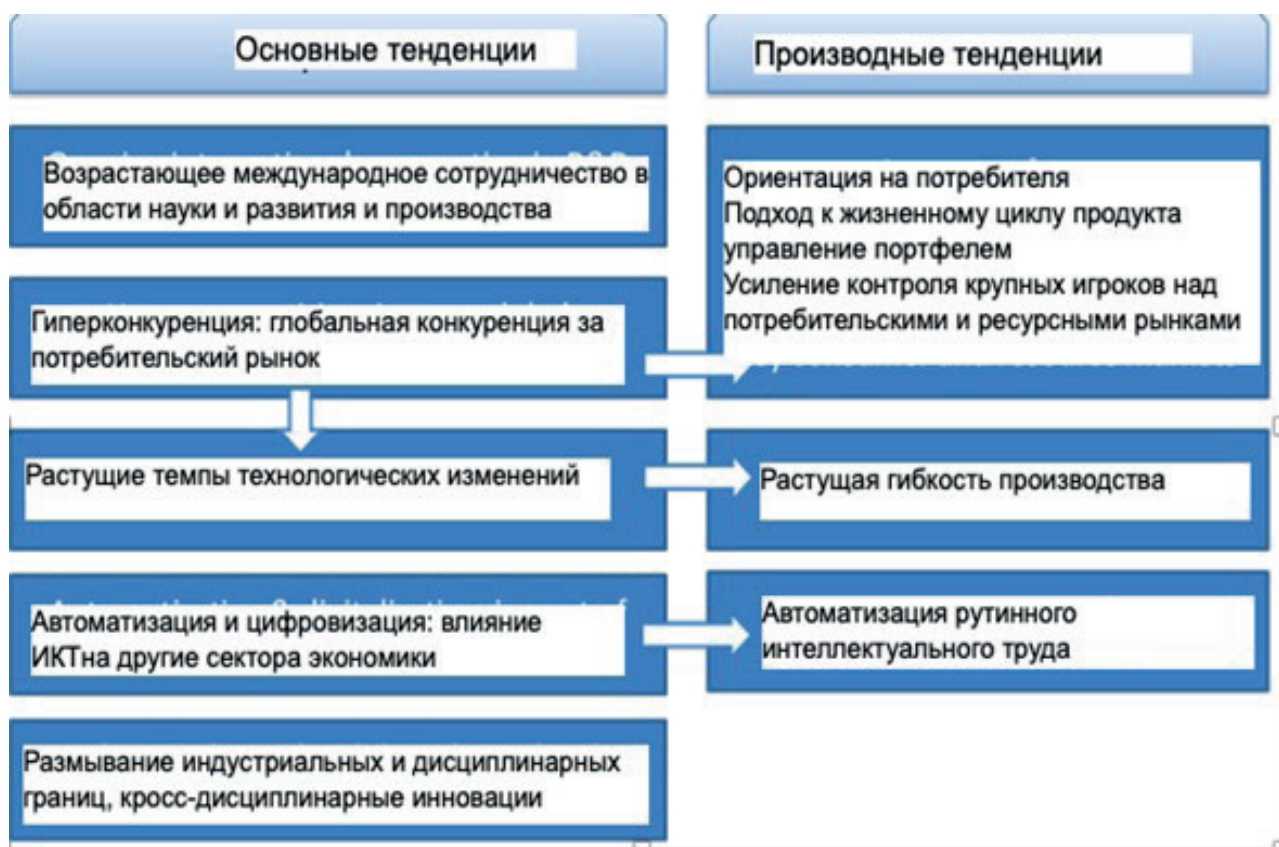 Основные тенденции
Производные тенденции
Возрастающее международное сотрудничество в
области науки и развития и производства
Ориентация на потребителя
Подход к жизненному циклу продукта
управление портфелем
Усиление контроля крупных игроков над
потребительскими и ресурсными рынками
Гиперконкуренция: глобальная конкуренция за
потребительский рынок
Растущие темпы технологических изменений
Растущая гибкость производства
Автоматизация и цифровизация: влияние
ИКТна другие сектора экономики
Автоматизация рутинного
интеллектуального труда
Размывание индустриальных и дисциплинарных
границ, кросс-дисциплинарные инновации